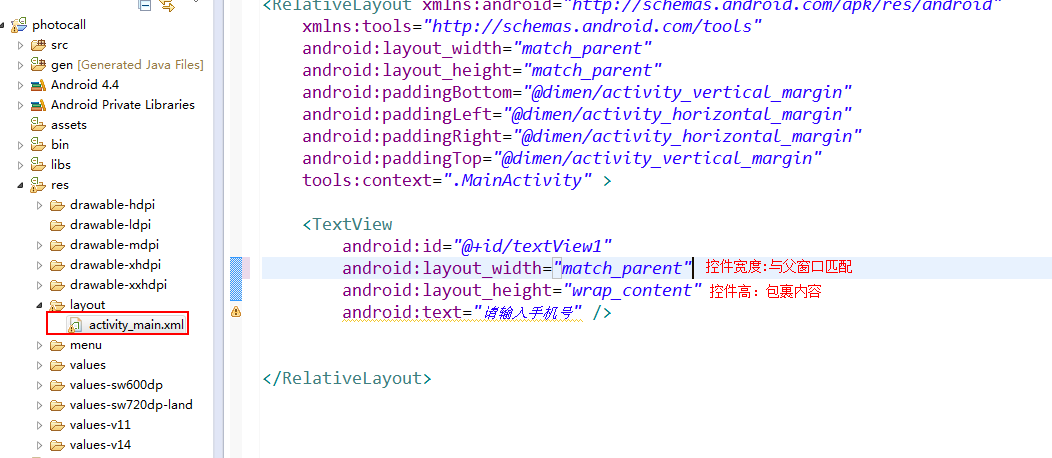 photocall
src
gen [Generated Java Files]
Android 4.4
Android Private Libraries
assets
bin
libs
res
drawable-hdpi
drawable-ldpi
drawable-mdpi
drawable-xhdpi
drawable-xxhdpi
layout
activity_main.xml
menu
values
values-sw600dp
values-sw720dp-land
values-v11
values-v14
<RelativeLayout xmlns:android="http://schemas.android.com/apk/res/android"
xmlns:tools="http://schemas.android.com/tools"
android:layout_width="match_parent"
android:layout_height="match_parent"
android:paddingBottom="@dimen/activity_vertical_margin"
android:paddingLeft="@dimen/activity_horizontal_margin"
android:paddingRight="@dimen/activity_horizontal_margin"
android:paddingTop="@dimen/activity_vertical_margin"
tools:context=".MainActivity" >
<TextView
android:id="@+id/textView1"
android:layout_width="match_parent" 控件宽度:与父窗口匹配
android:layout_height="wrap_content" 控件高：包裹内容
android:text="请输入手机号" />
</RelativeLayout>